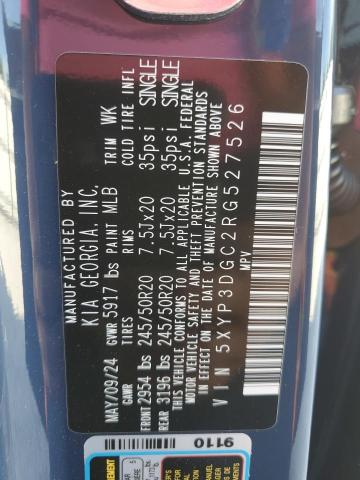 MANUFACTURED BY
KIA GEORGIA, INC.
MAY/09/24 GVWR 5917 lbs PAINT MLB TRIM WK
GAWR TIRES RIMS COLD TIRE INFL
FRONT 2954 lbs 245/50R20 7.5Jx20 35psi SINGLE
REAR 3196 lbs 245/50R20 7.5Jx20 35psi SINGLE
THIS VEHICLE CONFORMS TO ALL APPLICABLE U.S.A. FEDERAL
MOTOR VEHICLE SAFETY AND THEFT PREVENTION STANDARDS
IN EFFECT ON THE DATE OF MANUFACTURE SHOWN ABOVE
VIN 5XYP3DGC2RG527526
MPV
9110